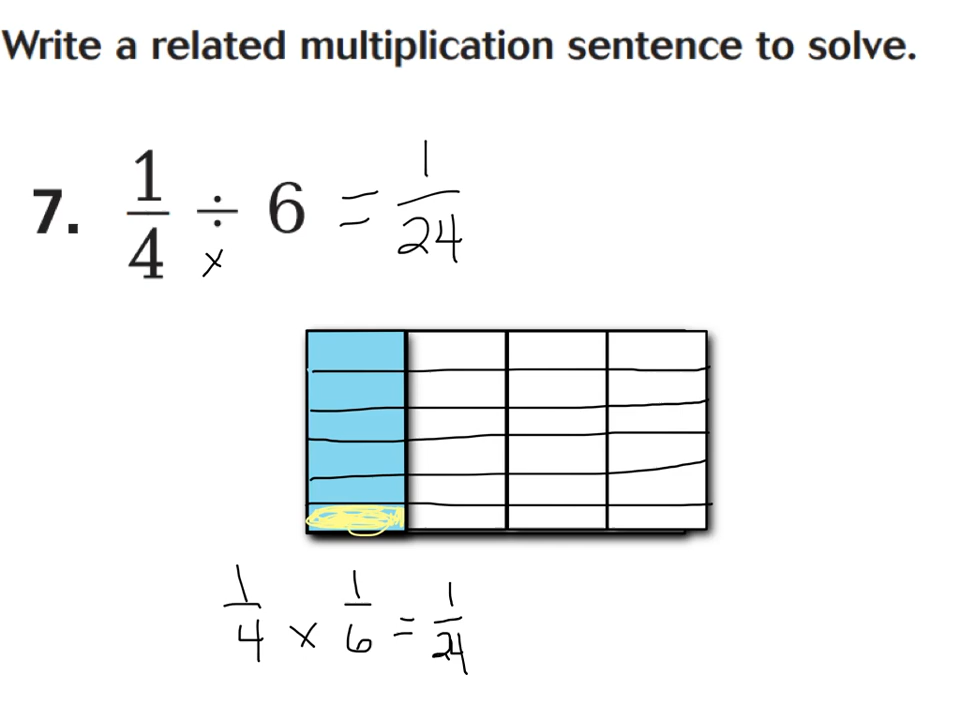 Write a related multiplication sentence to solve.
7. 1/4 ÷ 6 = 1/24
x
1/4 x 1/6 = 1/24